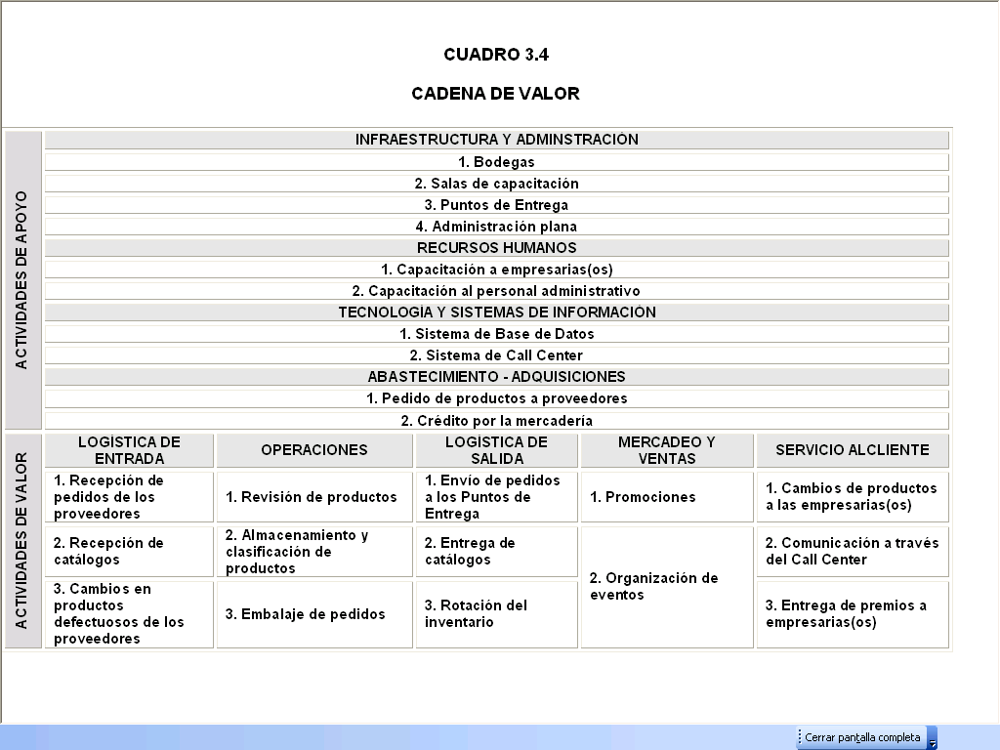 CUADRO 3.4
CADENA DE VALOR
ACTIVIDADES DE APOYO
INFRAESTRUCTURA Y ADMINSTRACIÓN
1. Bodegas
2. Salas de capacitación
3. Puntos de Entrega
4. Administración plana
RECURSOS HUMANOS
1. Capacitación a empresarias(os)
2. Capacitación al personal administrativo
TECNOLOGÍA Y SISTEMAS DE INFORMACIÓN
1. Sistema de Base de Datos
2. Sistema de Call Center
ABASTECIMIENTO - ADQUISICIONES
1. Pedido de productos a proveedores
2. Crédito por la mercadería
ACTIVIDADES DE VALOR
LOGÍSTICA DE
ENTRADA
OPERACIONES
LOGÍSTICA DE
SALIDA
MERCADEO Y
VENTAS
SERVICIO ALCLIENTE
1. Recepción de
pedidos de los
proveedores
1. Revisión de productos
1. Envío de pedidos
a los Puntos de
Entrega
1. Promociones
1. Cambios de productos
a las empresarias(os)
2. Recepción de
catálogos
2. Almacenamiento y
clasificación de
productos
2. Entrega de
catálogos
2. Organización de
eventos
2. Comunicación a través
del Call Center
3. Cambios en
productos
defectuosos de los
proveedores
3. Embalaje de pedidos
3. Rotación del
inventario
3. Entrega de premios a
empresarias(os)
Cerrar pantalla completa